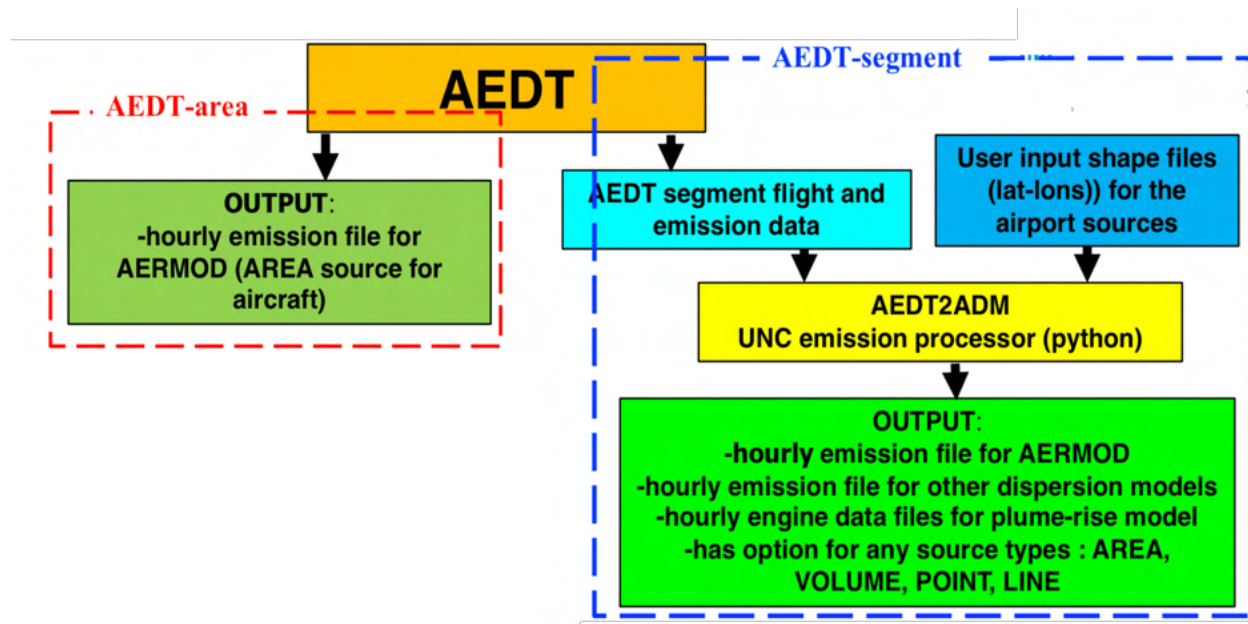 AEDT-segment
AEDT
AEDT-area
OUTPUT:
-hourly emission file for
AERMOD (AREA source for
aircraft)
AEDT segment flight and
emission data
User input shape files
(lat-lons)) for the
airport sources
AEDT2ADM
UNC emission processor (python)
OUTPUT:
-hourly emission file for AERMOD
-hourly emission file for other dispersion models
-hourly engine data files for plume-rise model
-has option for any source types : AREA,
VOLUME, POINT, LINE